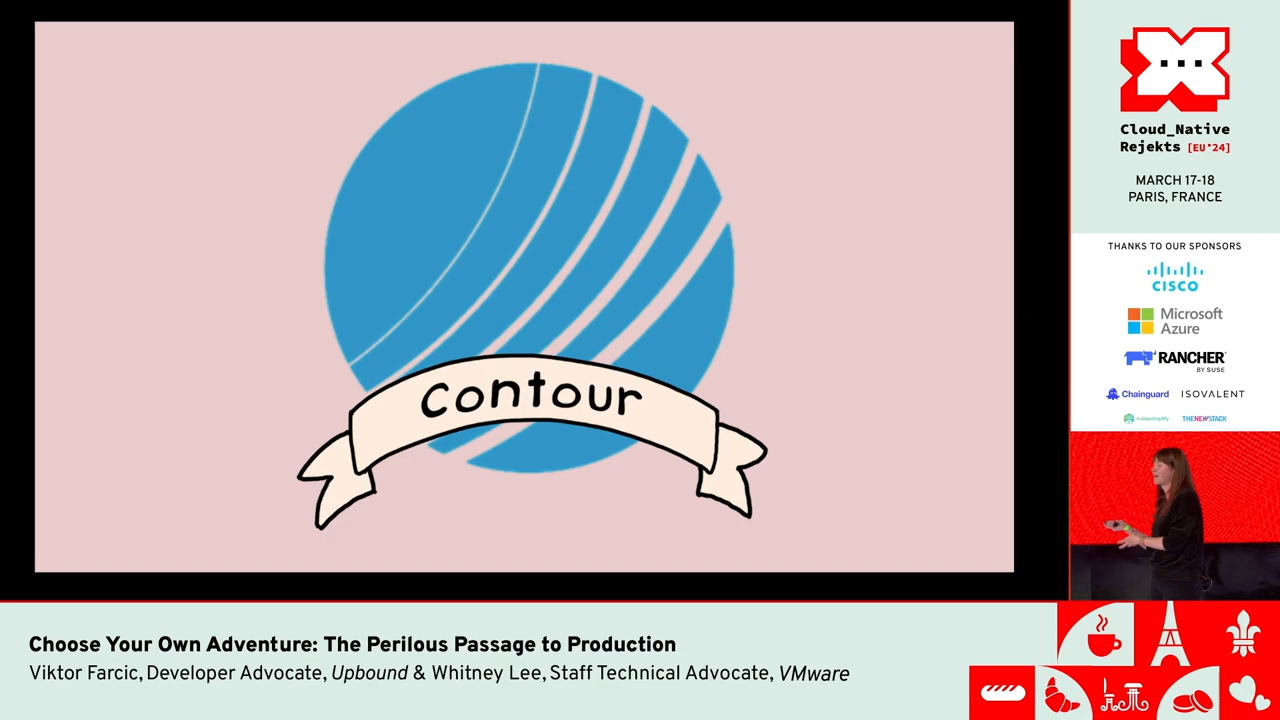 contour
Cloud_Native
Rejekts [EU'24]
MARCH 17-18
PARIS, FRANCE
THANKS TO OUR SPONSORS
CISCO
Microsoft
Azure
RANCHER
BY SUSE
Chainguard
ISOVALENT
kubesimplify
THENEWSTACK
Choose Your Own Adventure: The Perilous Passage to Production
Viktor Farcic, Developer Advocate, Upbound & Whitney Lee, Staff Technical Advocate, VMware